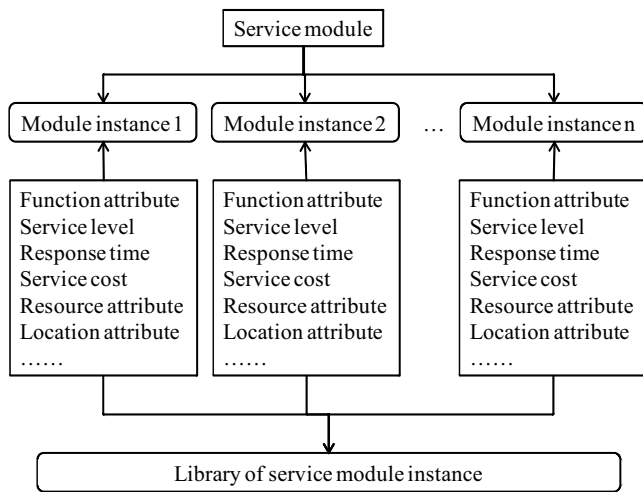 Service module
Module instance 1
Module instance 2
…
Module instance n
Function attribute
Service level
Response time
Service cost
Resource attribute
Location attribute
……
Function attribute
Service level
Response time
Service cost
Resource attribute
Location attribute
……
Function attribute
Service level
Response time
Service cost
Resource attribute
Location attribute
……
Library of service module instance